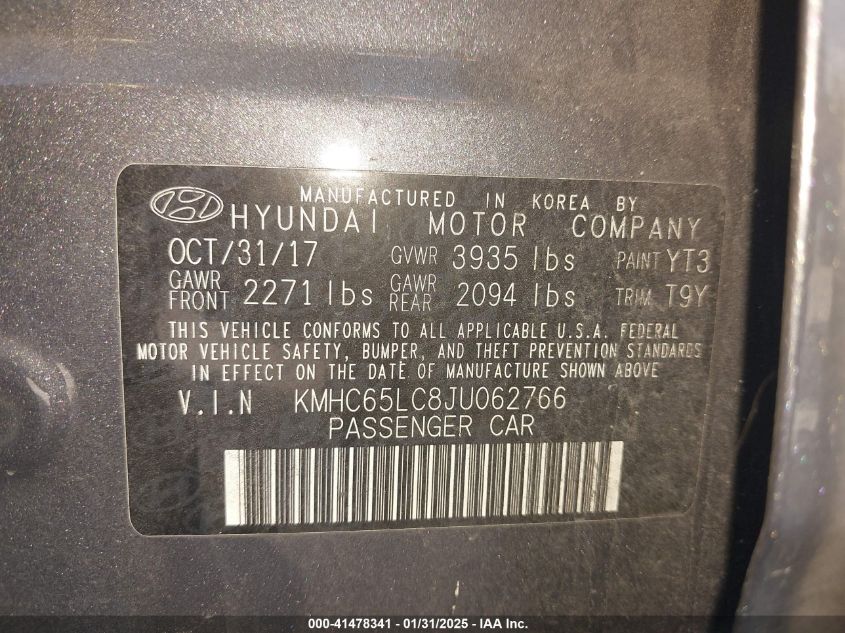 MANUFACTURED IN KOREA BY
HYUNDAI MOTOR COMPANY
OCT/31/17 GVWR 3935 lbs PAINT YT3
GAWR FRONT 2271 lbs GAWR REAR 2094 lbs TRIM T9Y
THIS VEHICLE CONFORMS TO ALL APPLICABLE U.S.A. FEDERAL
MOTOR VEHICLE SAFETY, BUMPER, AND THEFT PREVENTION STANDARDS
IN EFFECT ON THE DATE OF MANUFACTURE SHOWN ABOVE
V.I.N KMHC65LC8JU062766
PASSENGER CAR
000-41478341 / 01/31/2025 - IAA Inc.